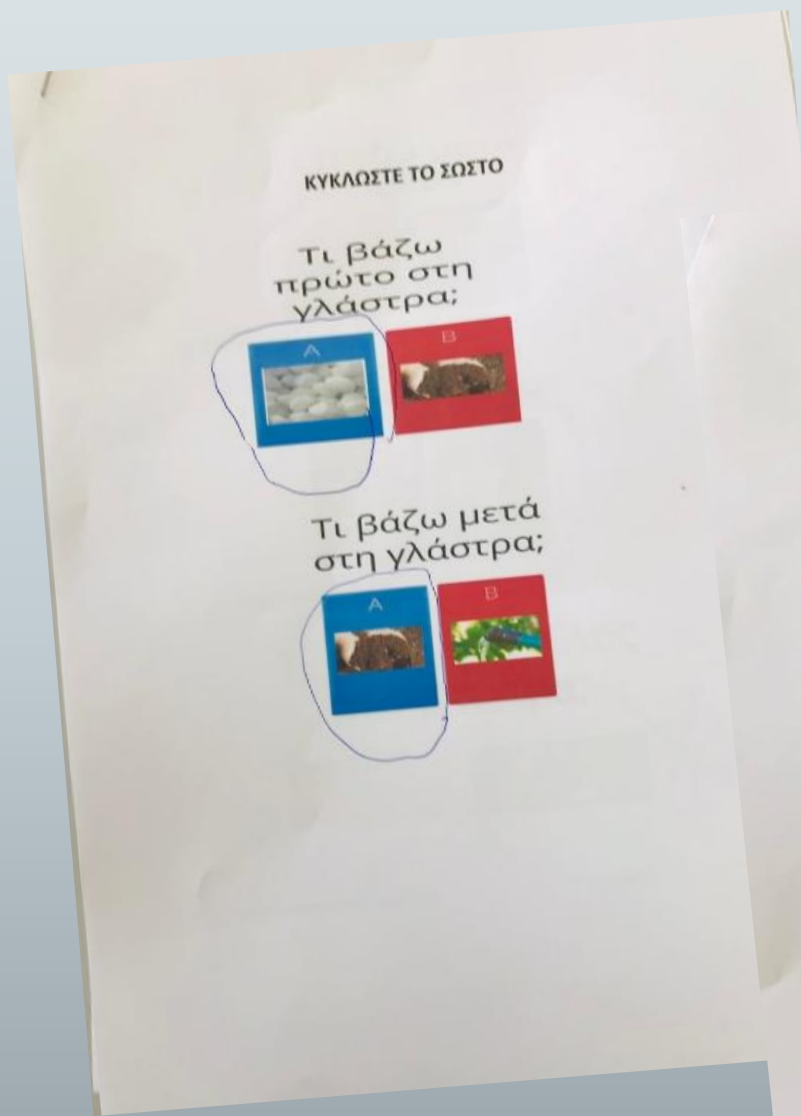 ΚΥΚΛΩΣΤΕ ΤΟ ΣΩΣΤΟ
Τι βάζω
πρώτο στη
γλάστρα;
A
B
Τι βάζω μετά
στη γλάστρα;
A
B